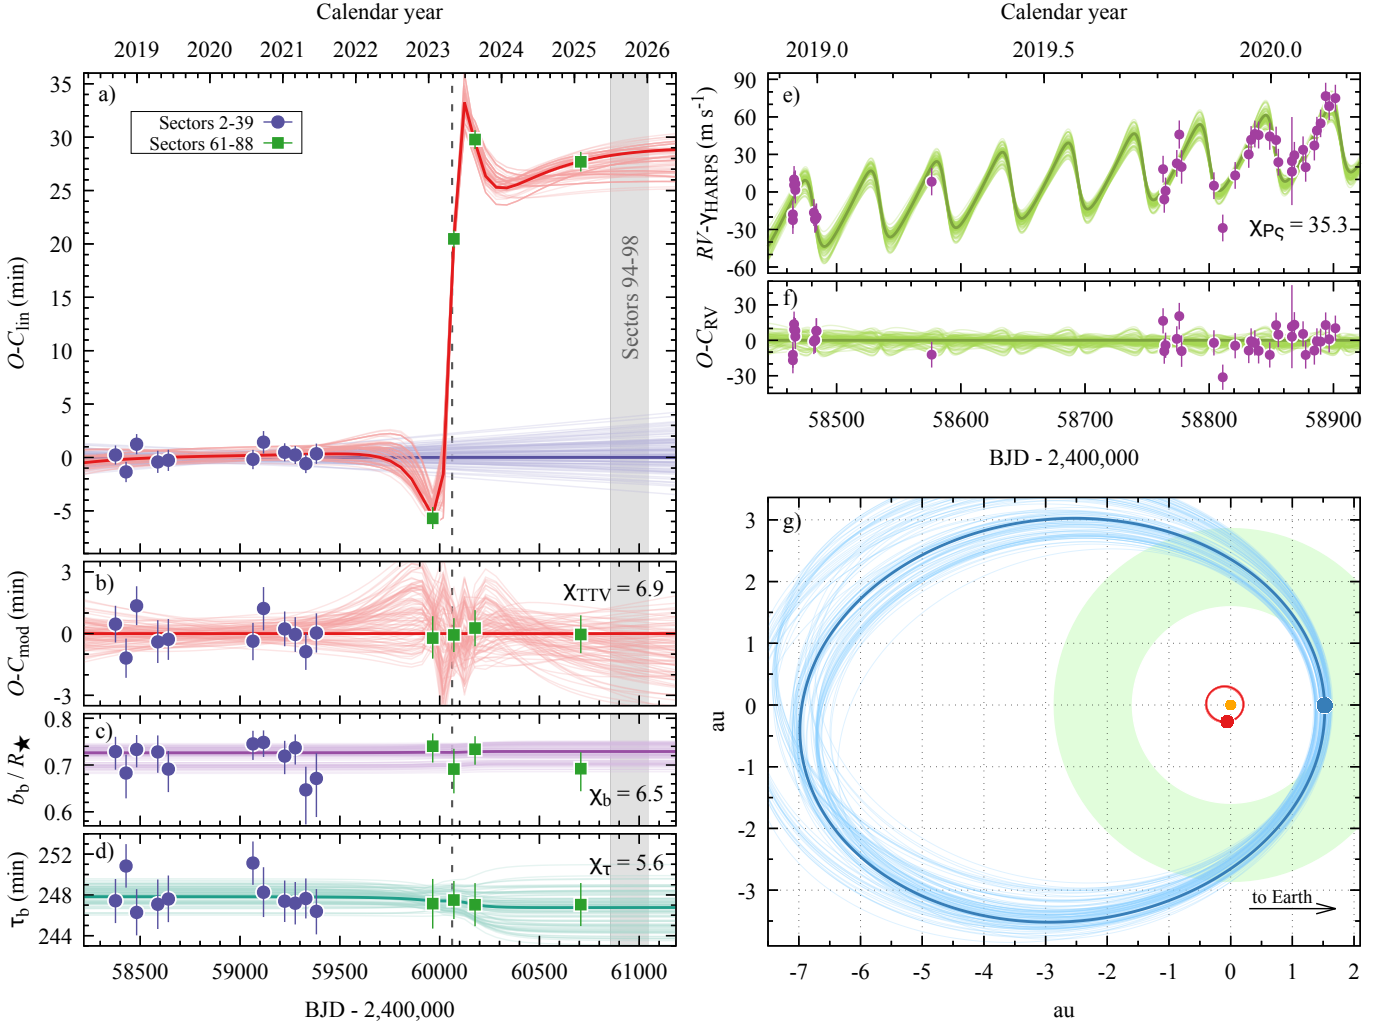 Calendar year
2019 2020 2021 2022 2023 2024 2025 2026
a)
Sectors 2-39
Sectors 61-88
35
30
25
20
15
10
5
0
-5
O-C_lin (min)
Sectors 94-98
b)
χ_TTV = 6.9
3
0
-3
O-C_mod (min)
c)
χ_b = 6.5
0.8
0.7
0.6
b_b / R★
d)
χ_τ = 5.6
252
248
244
τ_b (min)
58500 59000 59500 60000 60500 61000
BJD - 2,400,000
Calendar year
2019.0 2019.5 2020.0
e)
90
60
30
0
-30
-60
RV-γ_HARPS (m s⁻¹)
χ_Pς = 35.3
f)
30
0
-30
O-C_RV
58500 58600 58700 58800 58900
BJD - 2,400,000
g)
3
2
1
0
-1
-2
-3
au
to Earth
-7 -6 -5 -4 -3 -2 -1 0 1 2
au